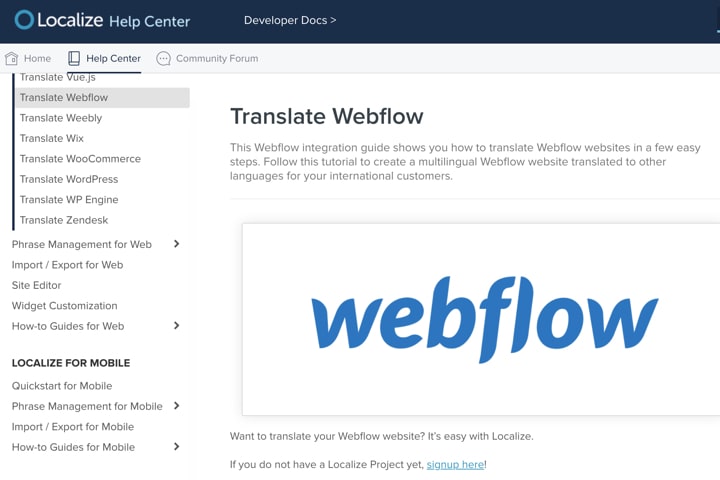 Localize Help Center
Developer Docs >
Home
Help Center
Community Forum
Translate Vue.js
Translate Webflow
Translate Weebly
Translate Wix
Translate WooCommerce
Translate WordPress
Translate WP Engine
Translate Zendesk
Phrase Management for Web
Import / Export for Web
Site Editor
Widget Customization
How-to Guides for Web
LOCALIZE FOR MOBILE
Quickstart for Mobile
Phrase Management for Mobile
Import / Export for Mobile
How-to Guides for Mobile
Translate Webflow
This Webflow integration guide shows you how to translate Webflow websites in a few easy
steps. Follow this tutorial to create a multilingual Webflow website translated to other
languages for your international customers.
webflow
Want to translate your Webflow website? It’s easy with Localize.
If you do not have a Localize Project yet, signup here!